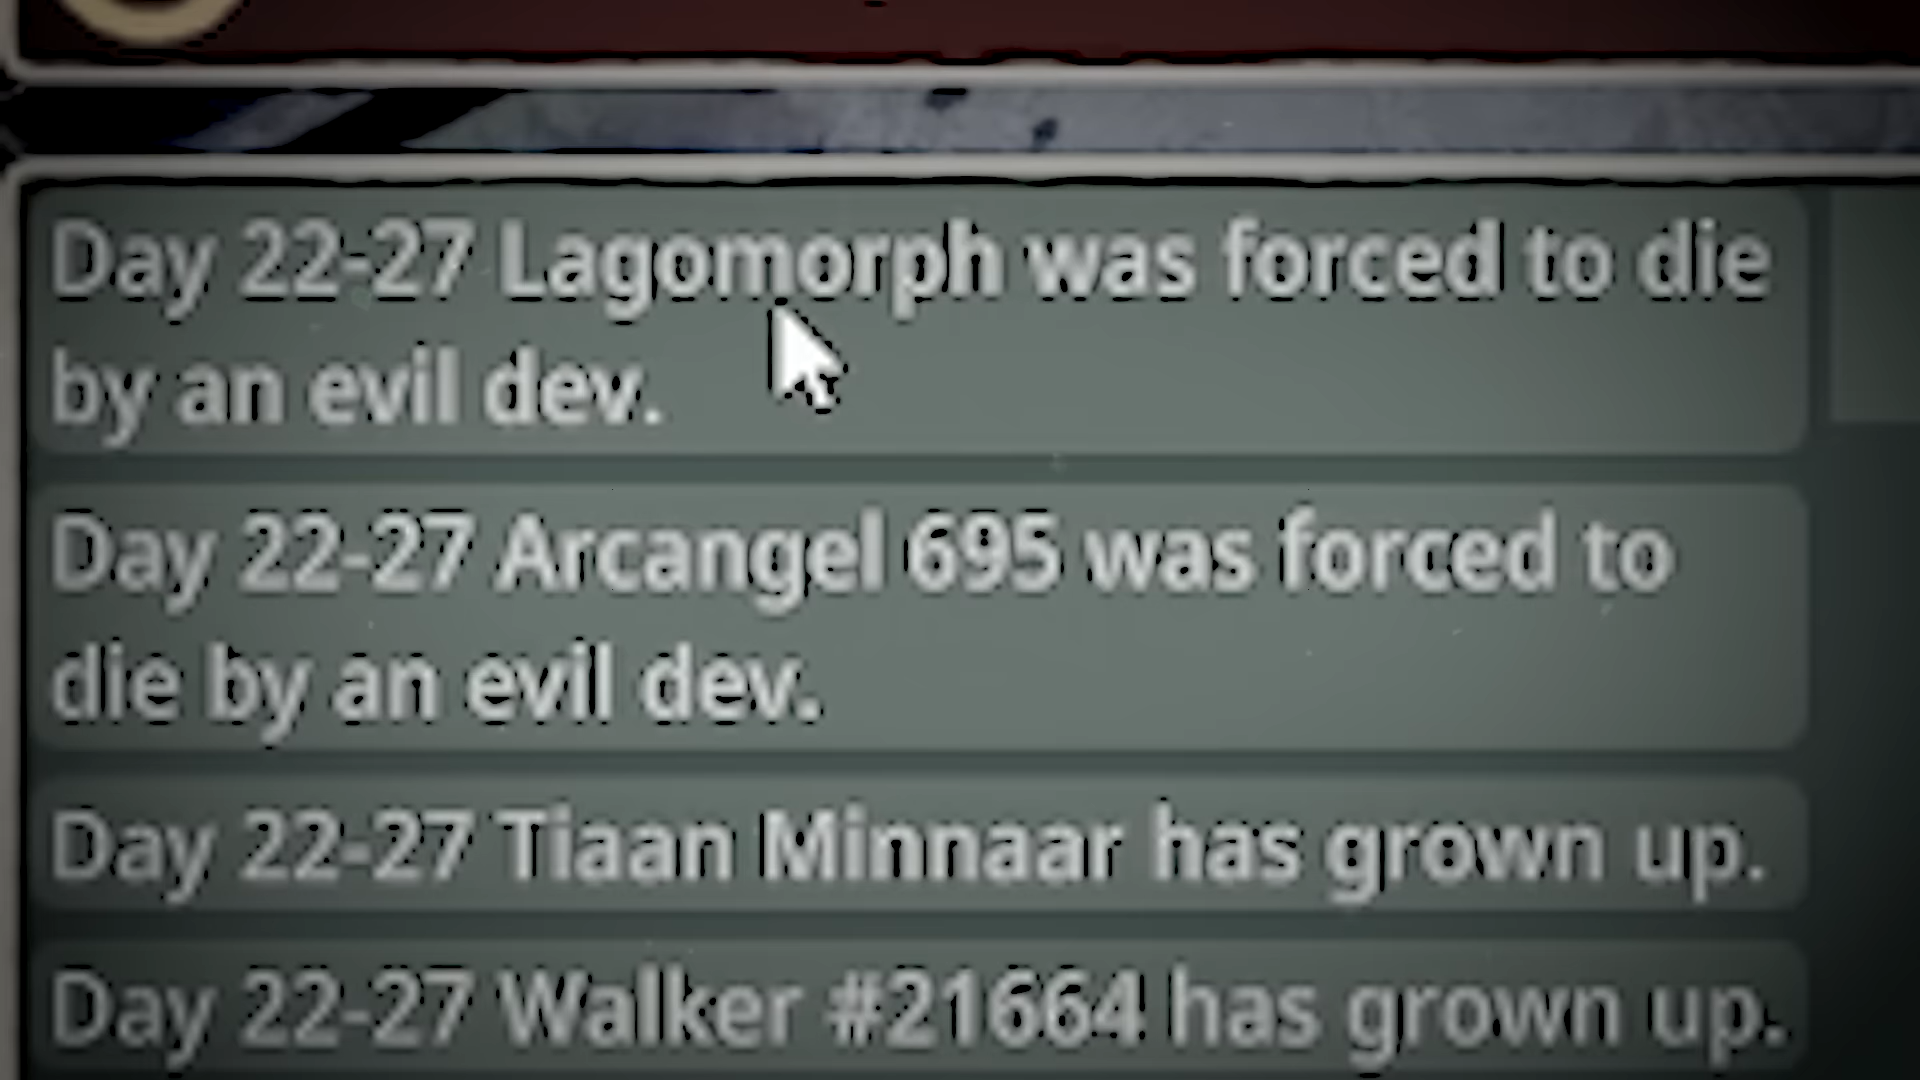 Day 22-27 Lagomorph was forced to die
by an evil dev.
Day 22-27 Arcangel 695 was forced to
die by an evil dev.
Day 22-27 Tiaan Minnaar has grown up.
Day 22-27 Walker #21664 has grown up.